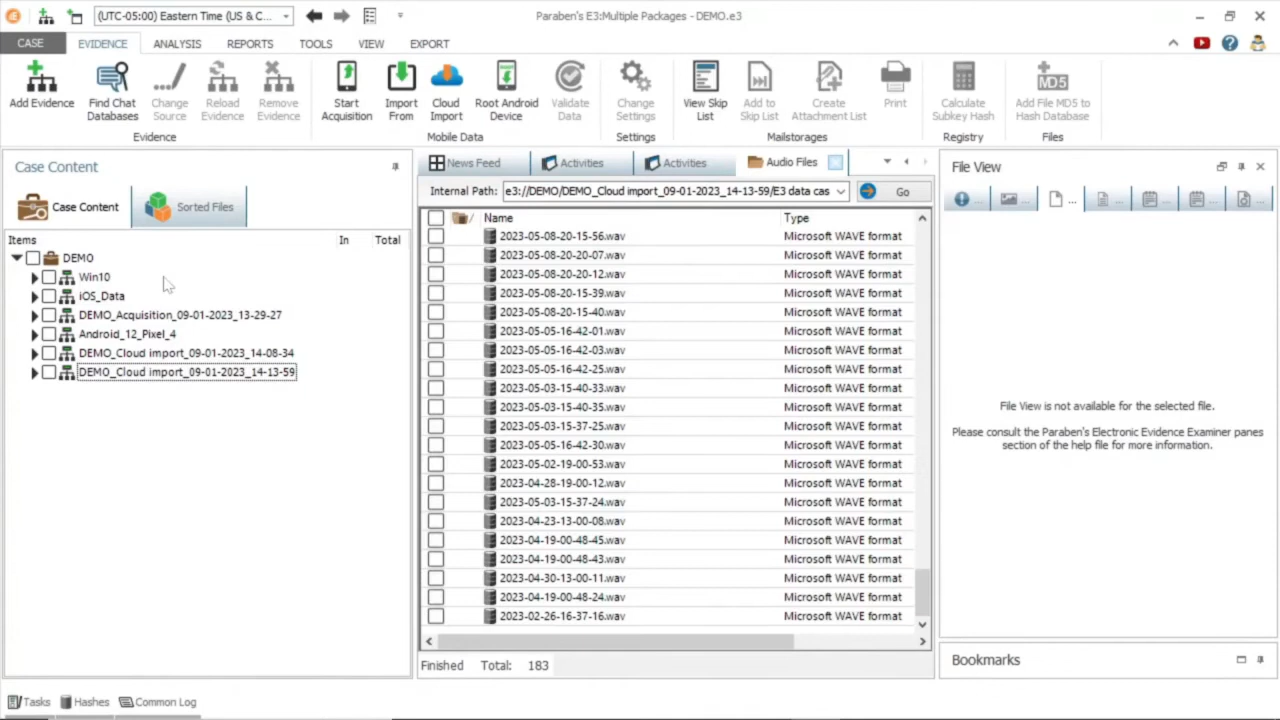 (UTC-05:00) Eastern Time (US & C...
Paraben's E3:Multiple Packages - DEMO.e3
CASE
EVIDENCE
ANALYSIS
REPORTS
TOOLS
VIEW
EXPORT
Add Evidence
Find Chat
Databases
Change
Source
Reload
Evidence
Remove
Evidence
Start
Acquisition
Import
From
Cloud
Import
Root Android
Device
Validate
Data
Change
Settings
View Skip
List
Add to
Skip List
Create
Attachment List
Print
Calculate
Subkey Hash
MD5
Add File MD5 to
Hash Database
Evidence
Mobile Data
Settings
Mailstorages
Registry
Files
Case Content
Case Content
Sorted Files
Items In Total
DEMO
Win10
iOS_Data
DEMO_Acquisition_09-01-2023_13-29-27
Android_12_Pixel_4
DEMO_Cloud import_09-01-2023_14-08-34
DEMO_Cloud import_09-01-2023_14-13-59
News Feed
Activities
Activities
Audio Files
Internal Path: e3://DEMO/DEMO_Cloud import_09-01-2023_14-13-59/E3 data cas Go
Name Type
2023-05-08-20-15-56.wav Microsoft WAVE format
2023-05-08-20-20-07.wav Microsoft WAVE format
2023-05-08-20-20-12.wav Microsoft WAVE format
2023-05-08-20-15-39.wav Microsoft WAVE format
2023-05-08-20-15-40.wav Microsoft WAVE format
2023-05-05-16-42-01.wav Microsoft WAVE format
2023-05-05-16-42-03.wav Microsoft WAVE format
2023-05-05-16-42-25.wav Microsoft WAVE format
2023-05-03-15-40-33.wav Microsoft WAVE format
2023-05-03-15-40-35.wav Microsoft WAVE format
2023-05-03-15-37-25.wav Microsoft WAVE format
2023-05-05-16-42-30.wav Microsoft WAVE format
2023-05-02-19-00-53.wav Microsoft WAVE format
2023-04-28-19-00-12.wav Microsoft WAVE format
2023-05-03-15-37-24.wav Microsoft WAVE format
2023-04-23-13-00-08.wav Microsoft WAVE format
2023-04-19-00-48-45.wav Microsoft WAVE format
2023-04-19-00-48-43.wav Microsoft WAVE format
2023-04-30-13-00-11.wav Microsoft WAVE format
2023-04-19-00-48-24.wav Microsoft WAVE format
2023-02-26-16-37-16.wav Microsoft WAVE format
Finished Total: 183
File View
File View is not available for the selected file.
Please consult the Paraben's Electronic Evidence Examiner panes
section of the help file for more information.
Bookmarks
Tasks
Hashes
Common Log